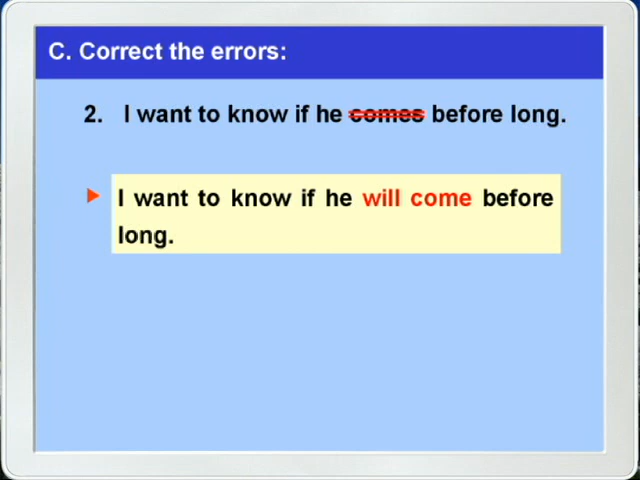 C. Correct the errors:
2. I want to know if he comes before long.
I want to know if he will come before
long.